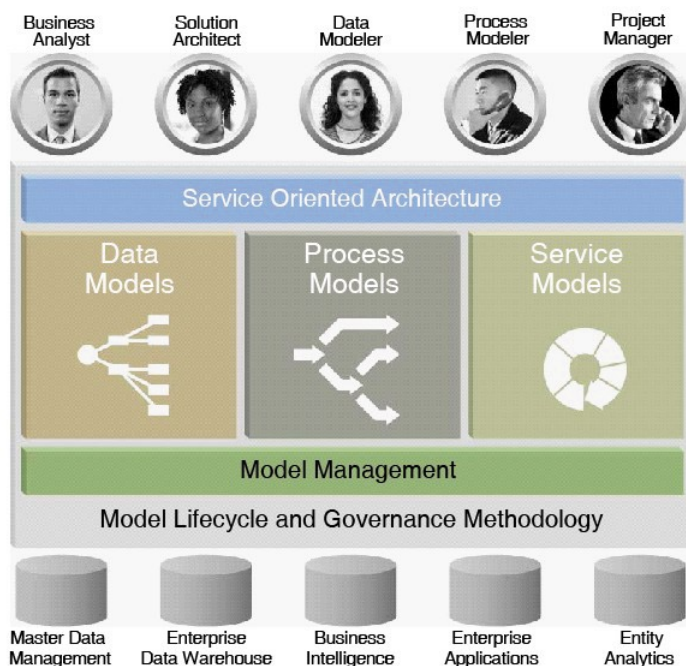 Business Analyst
Solution Architect
Data Modeler
Process Modeler
Project Manager
Service Oriented Architecture
Data Models
Process Models
Service Models
Model Management
Model Lifecycle and Governance Methodology
Master Data Management
Enterprise Data Warehouse
Business Intelligence
Enterprise Applications
Entity Analytics